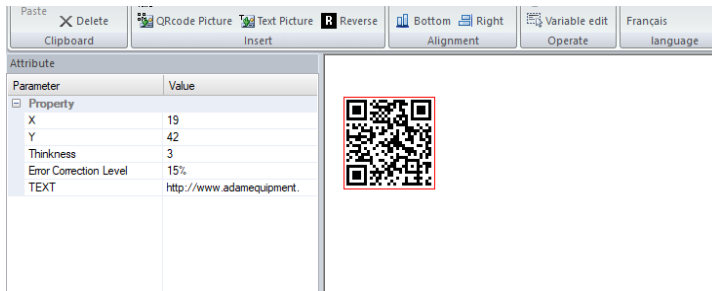 Paste
Delete
QRcode Picture
Text Picture
R Reverse
Bottom
Right
Variable edit
Français
Clipboard
Insert
Alignment
Operate
language
Attribute
Parameter Value
Property
X 19
Y 42
Thinkness 3
Error Correction Level 15%
TEXT http://www.adamequipment.